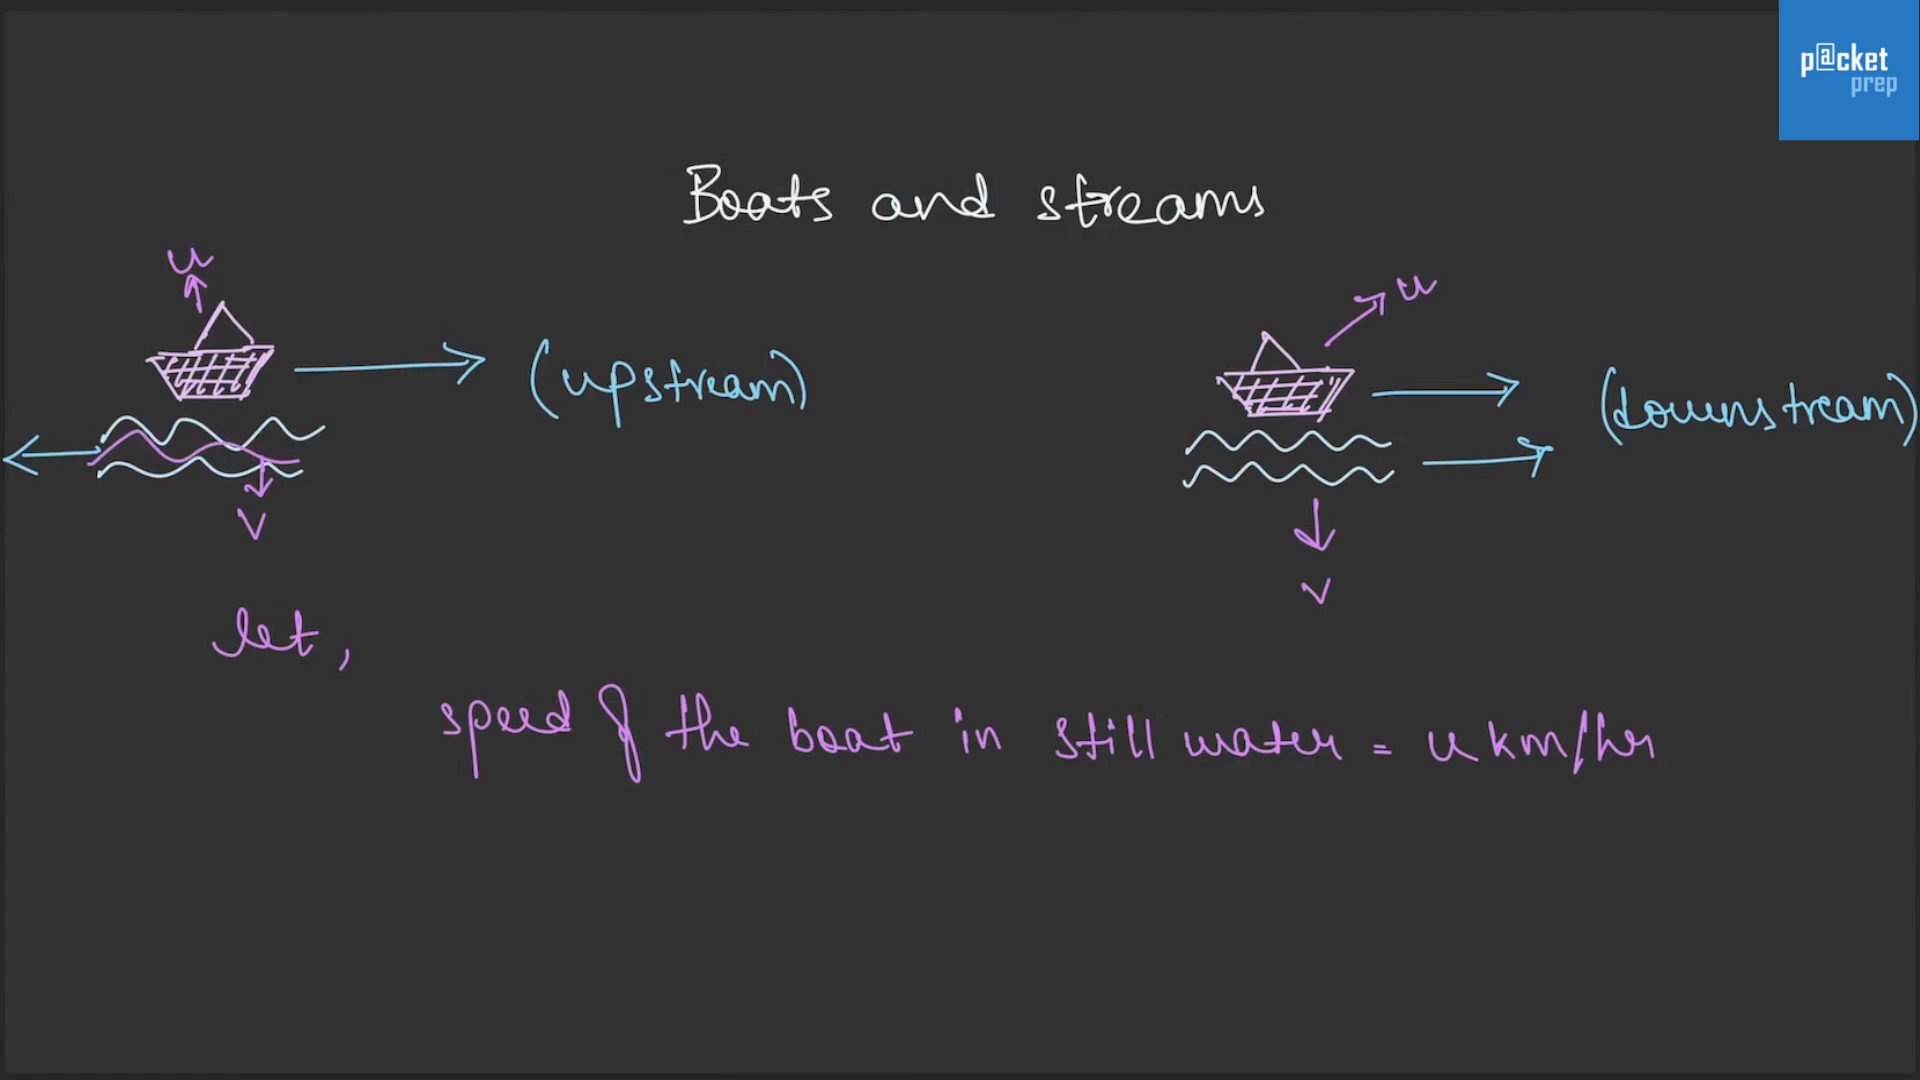 p@cket
prep
Boats and streams
u
u
(upstream)
(downstream)
v
v
let,
speed of the boat in still water = u km/hr